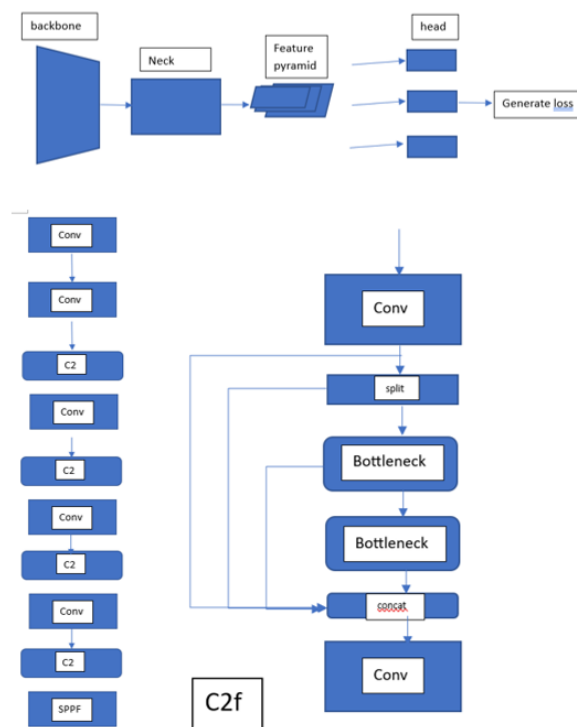 backbone
Neck
Feature
pyramid
head
Generate loss
Conv
Conv
C2
Conv
C2
Conv
C2
Conv
C2
SPPF
Conv
split
Bottleneck
Bottleneck
concat
Conv
C2f